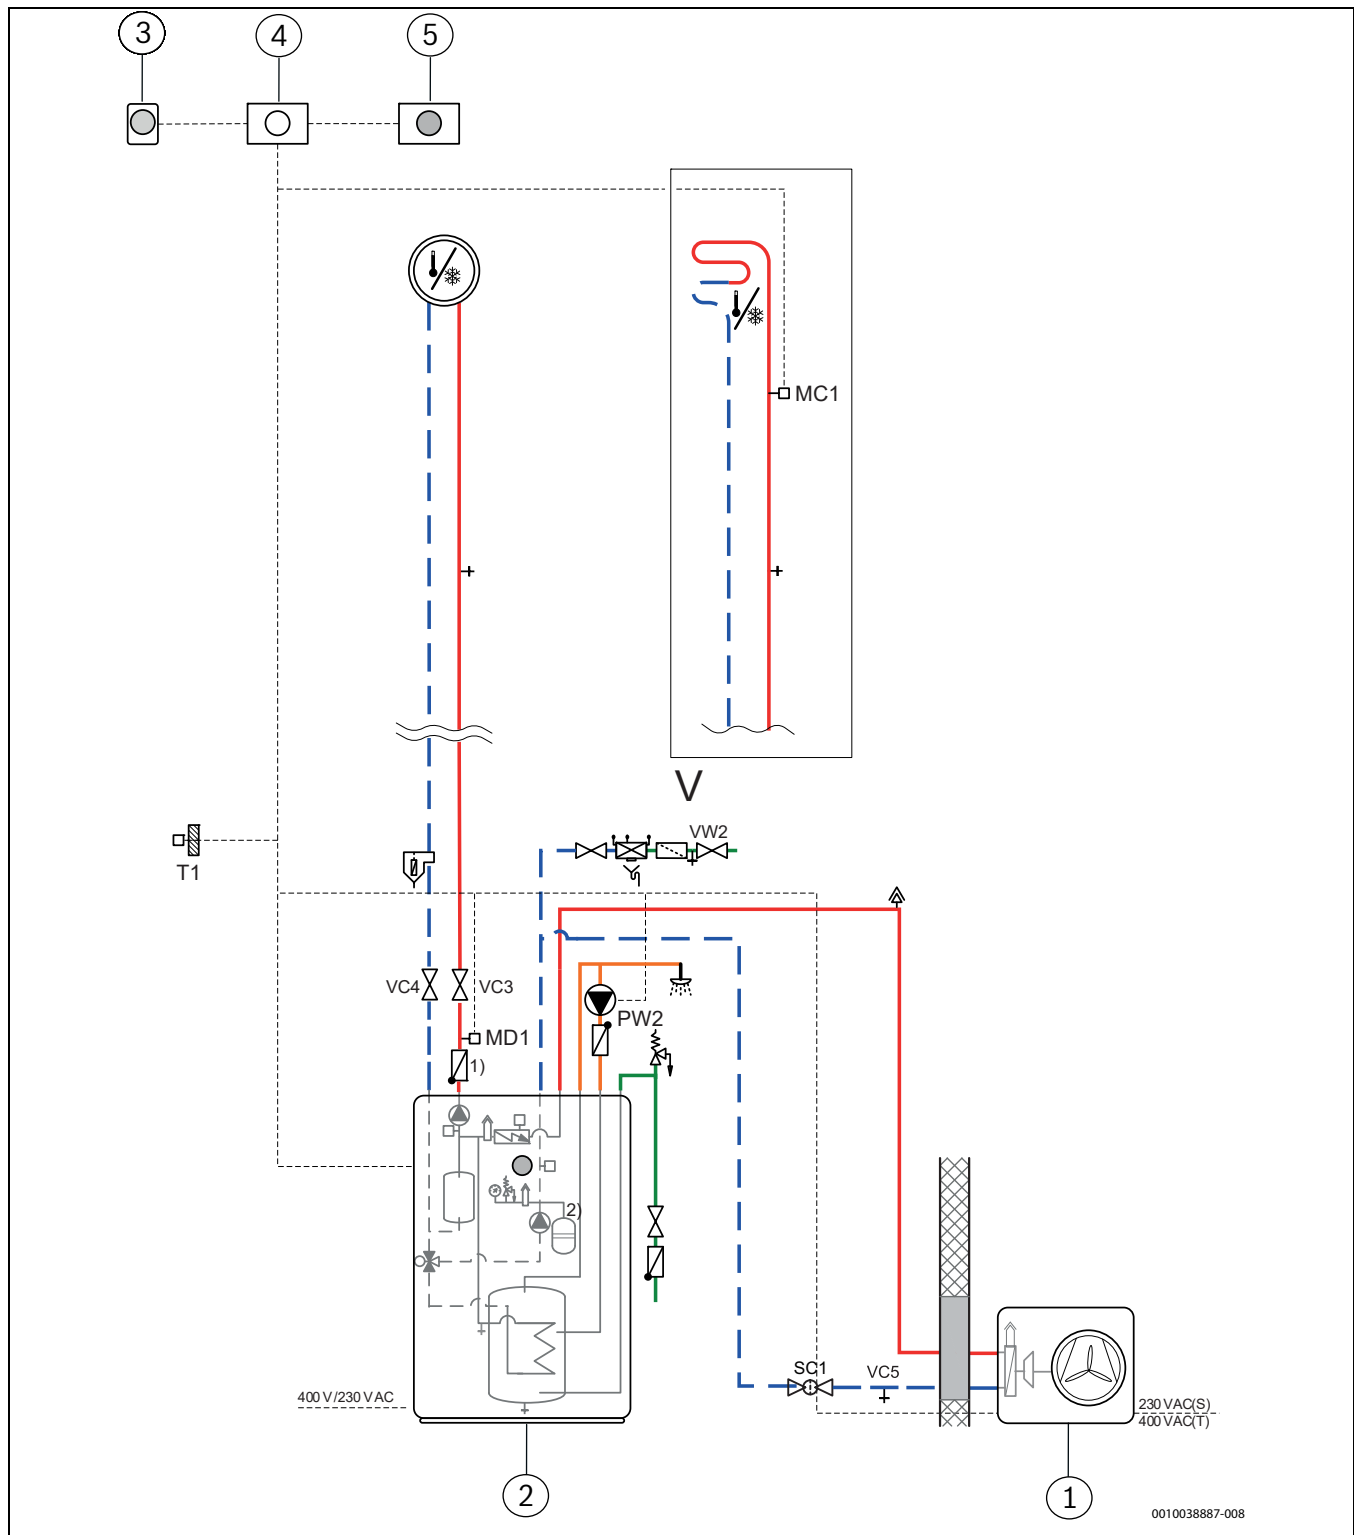 3
4
5
MC1
V
VW2
T1
VC4
VC3
PW2
MD1
1)
2)
SC1
VC5
400 V/230 VAC
230 VAC(S)
400 VAC(T)
2
1
0010038887-008